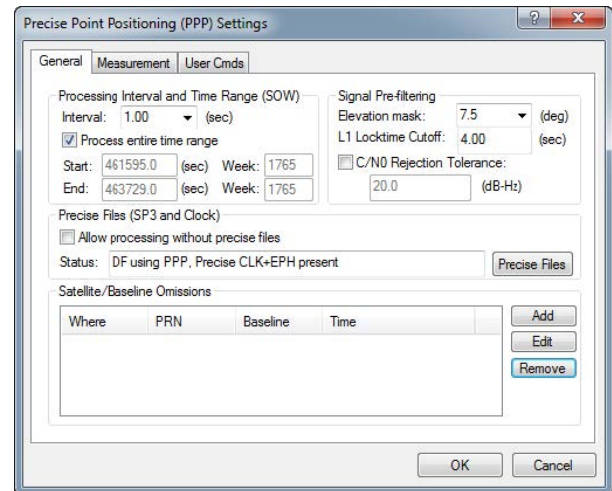 Precise Point Positioning (PPP) Settings
General Measurement User Cmds
Processing Interval and Time Range (SOW)
Interval: 1.00 (sec)
Process entire time range
Start: 461595.0 (sec) Week: 1765
End: 463729.0 (sec) Week: 1765
Signal Pre-filtering
Elevation mask: 7.5 (deg)
L1 Locktime Cutoff: 4.00 (sec)
C/N0 Rejection Tolerance:
20.0 (dB-Hz)
Precise Files (SP3 and Clock)
Allow processing without precise files
Status: DF using PPP, Precise CLK+EPH present Precise Files
Satellite/Baseline Omissions
Where PRN Baseline Time
Add
Edit
Remove
OK Cancel